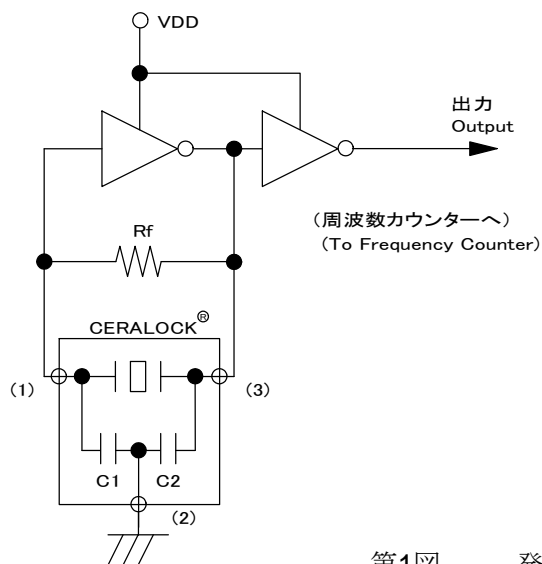 VDD
出力
Output
(周波数カウンターへ)
(To Frequency Counter)
Rf
CERALOCK®
(1)
(3)
C1
C2
(2)
第1図 発